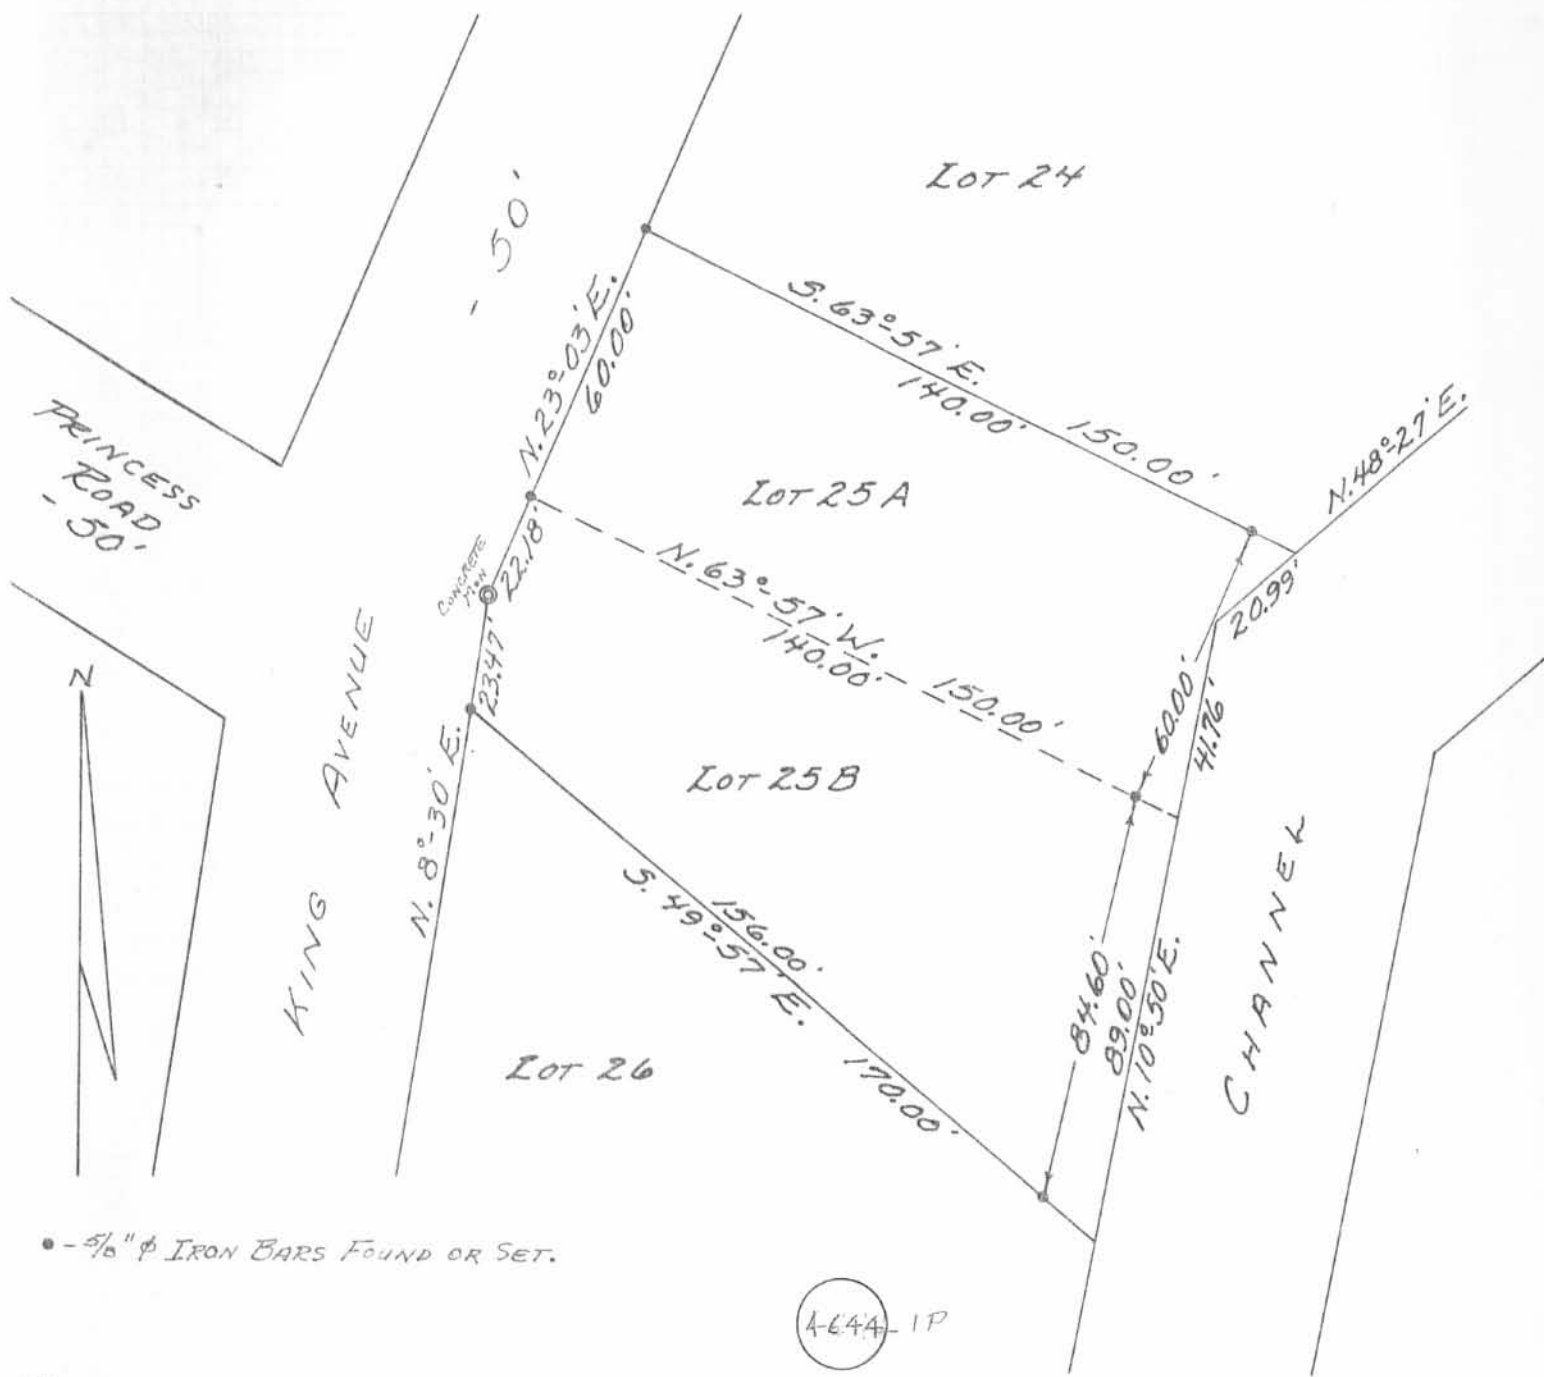 LOT 24
- 50'
N. 23°-03' E.
60.00'
S. 63°-57' E.
140.00'
150.00'
N. 48°-27' E.
PRINCESS
ROAD
- 50'
LOT 25A
CONCRETE
MON
22.18'
20.99'
N. 63°-57' W.
140.00'
150.00'
23.47'
60.00'
41.76'
N
KING AVENUE
N. 8°-30' E.
LOT 25B
156.00'
S. 49°-57' E.
170.00'
84.60'
89.00'
N. 10°50' E.
CHANNEL
LOT 26
• - 5/8" ϕ IRON BARS FOUND OR SET.
A-644-1P